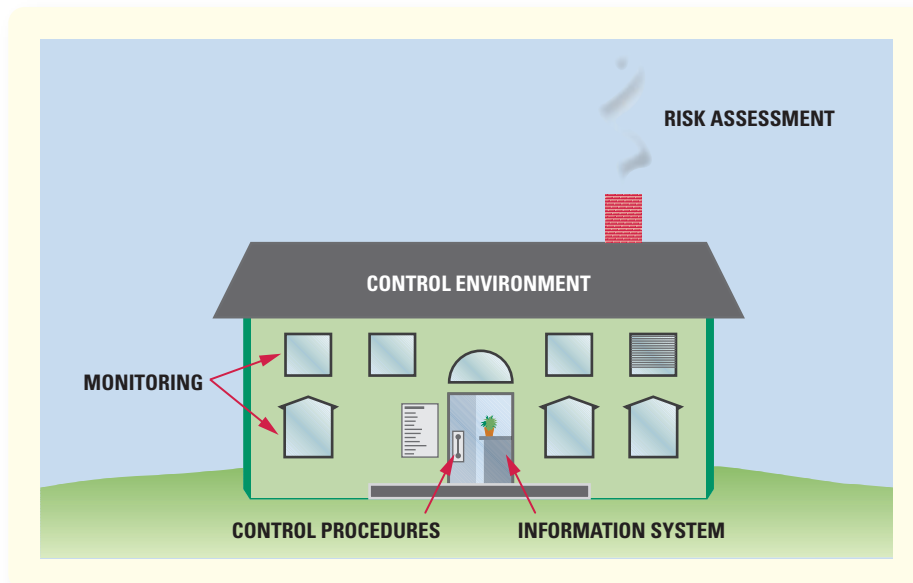 RISK ASSESSMENT
CONTROL ENVIRONMENT
MONITORING
CONTROL PROCEDURES
INFORMATION SYSTEM